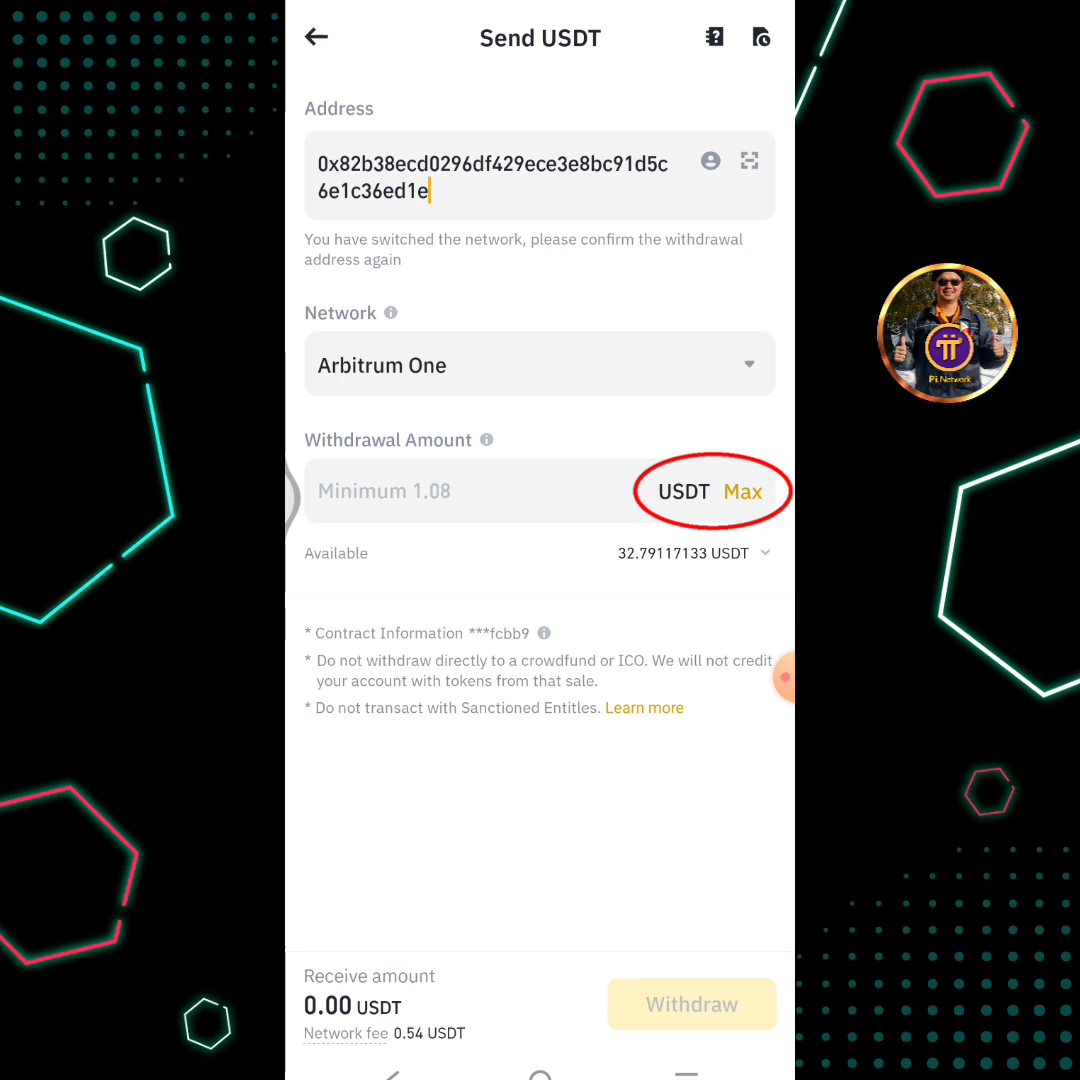 Send USDT
Address
0x82b38ecd0296df429ece3e8bc91d5c
6e1c36ed1e
You have switched the network, please confirm the withdrawal
address again
Network
Arbitrum One
Withdrawal Amount
Minimum 1.08 USDT Max
Available 32.79117133 USDT
* Contract Information ***fcbb9
* Do not withdraw directly to a crowdfund or ICO. We will not credit
your account with tokens from that sale.
* Do not transact with Sanctioned Entitles. Learn more
Receive amount
0.00 USDT
Network fee 0.54 USDT
Withdraw
Pi Network